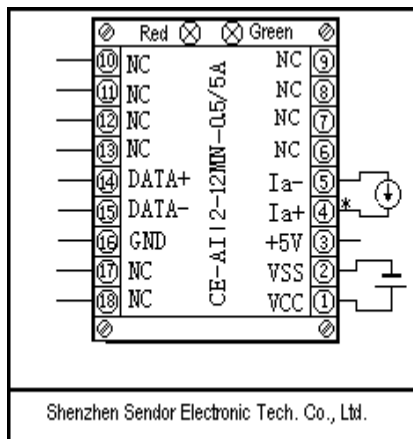 Red Green
10 NC NC 9
11 NC NC 8
12 NC NC 7
13 NC NC 6
14 DATA+ Ia- 5
15 DATA- Ia+ 4 *
16 GND +5V 3
17 NC VSS 2
18 NC VCC 1
CE-AI12-12MN-0.5/5A
Shenzhen Sendor Electronic Tech. Co., Ltd.